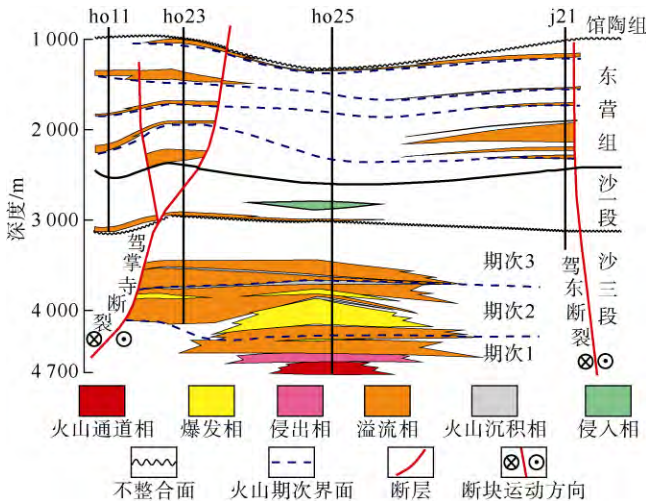 ho11 ho23 ho25 j21 馆陶组
1 000
2 000
3 000
4 000
4 700
深度/m
东营组
沙一段
沙三段
驾掌寺断裂
驾东断裂
期次3
期次2
期次1
火山通道相 爆发相 侵出相 溢流相 火山沉积相 侵入相
不整合面 火山期次界面 断层 断块运动方向